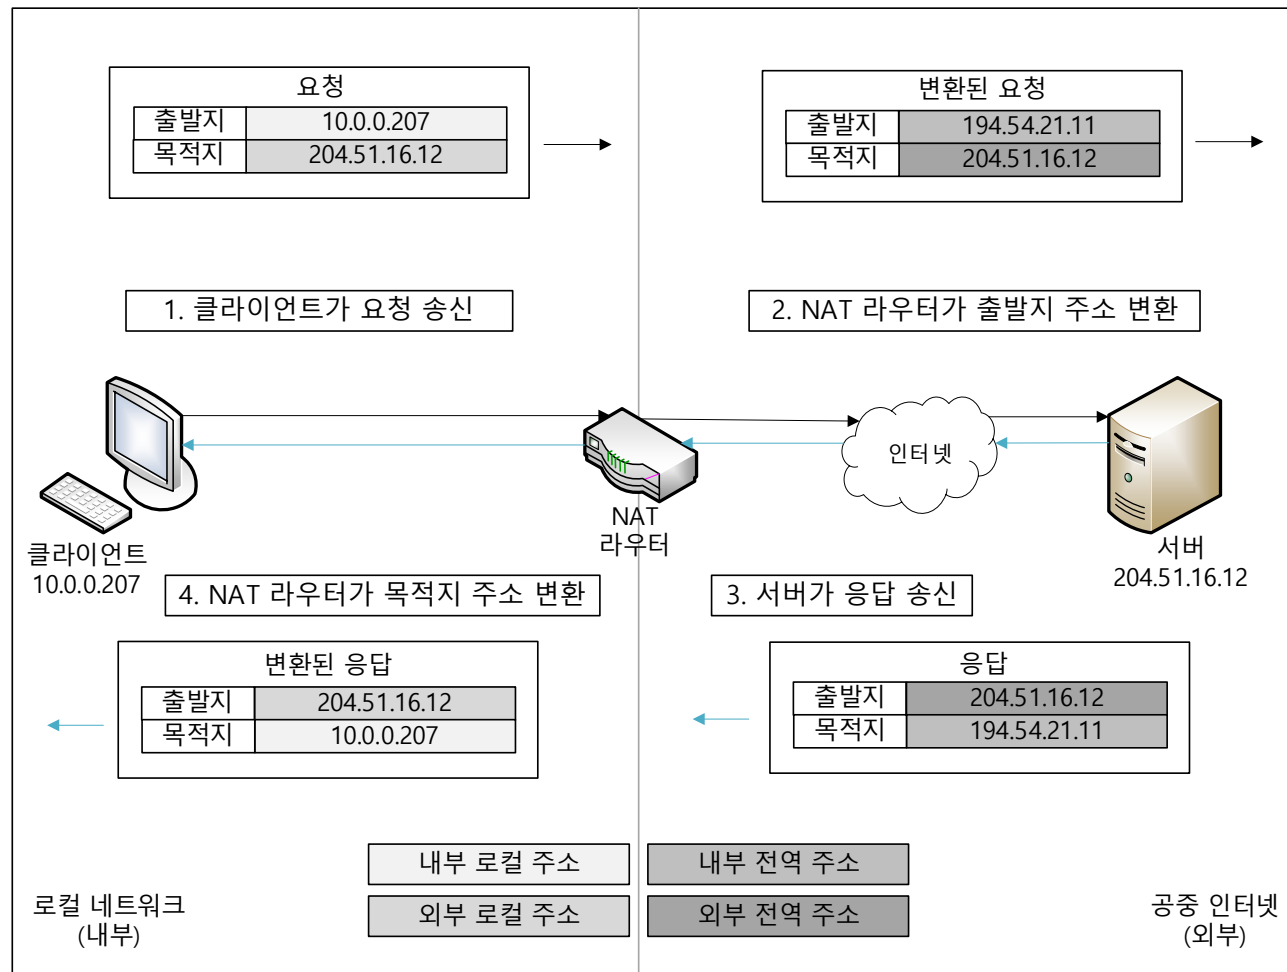 요청
출발지 10.0.0.207
목적지 204.51.16.12
변환된 요청
출발지 194.54.21.11
목적지 204.51.16.12
1. 클라이언트가 요청 송신
2. NAT 라우터가 출발지 주소 변환
인터넷
NAT
라우터
클라이언트
10.0.0.207
서버
204.51.16.12
4. NAT 라우터가 목적지 주소 변환
3. 서버가 응답 송신
변환된 응답
출발지 204.51.16.12
목적지 10.0.0.207
응답
출발지 204.51.16.12
목적지 194.54.21.11
내부 로컬 주소
내부 전역 주소
외부 로컬 주소
외부 전역 주소
로컬 네트워크
(내부)
공중 인터넷
(외부)